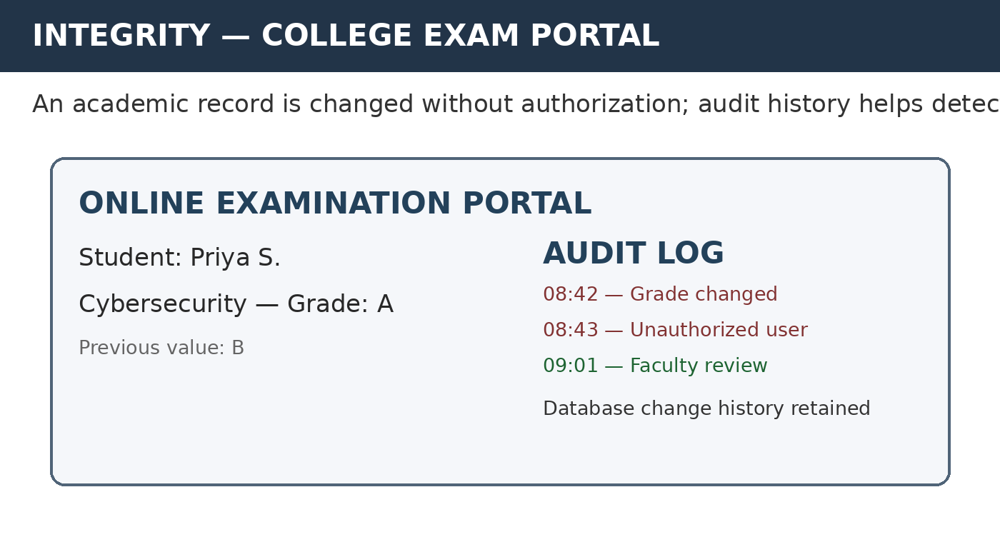 INTEGRITY — COLLEGE EXAM PORTAL
An academic record is changed without authorization; audit history helps detec
ONLINE EXAMINATION PORTAL
Student: Priya S.
Cybersecurity — Grade: A
Previous value: B
AUDIT LOG
08:42 — Grade changed
08:43 — Unauthorized user
09:01 — Faculty review
Database change history retained